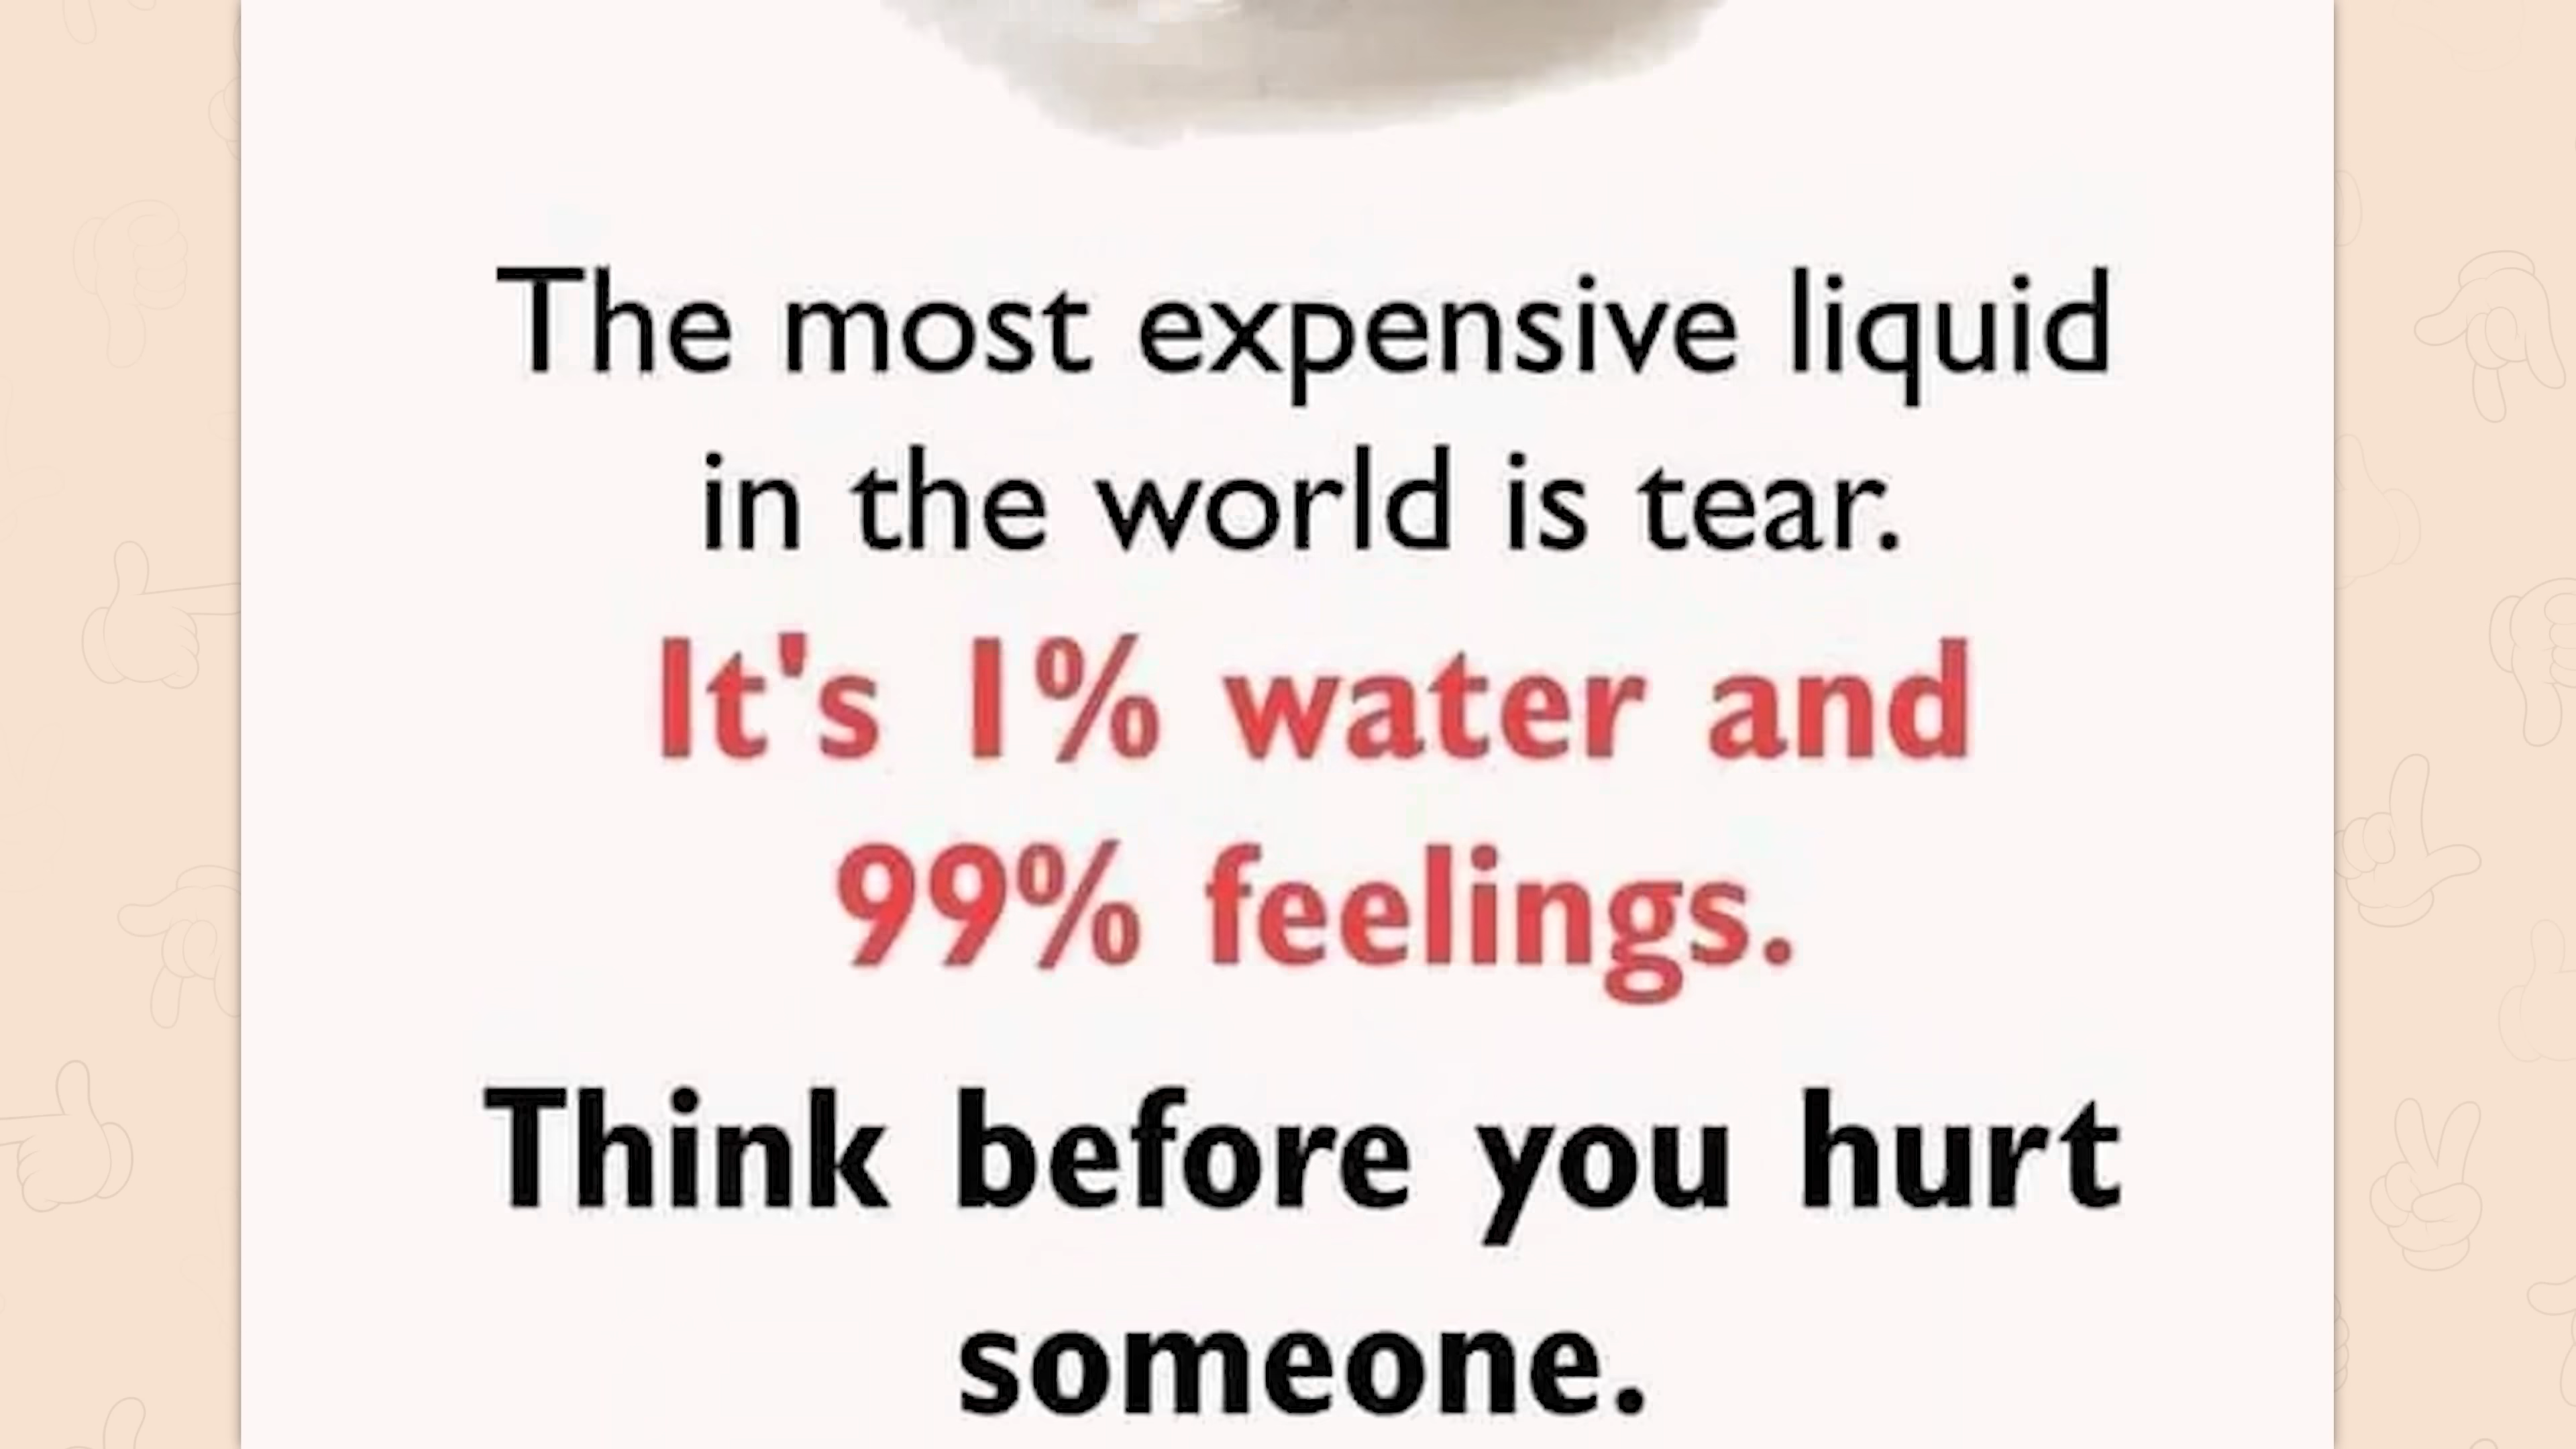 The most expensive liquid
in the world is tear.
It's 1% water and
99% feelings.
Think before you hurt
someone.